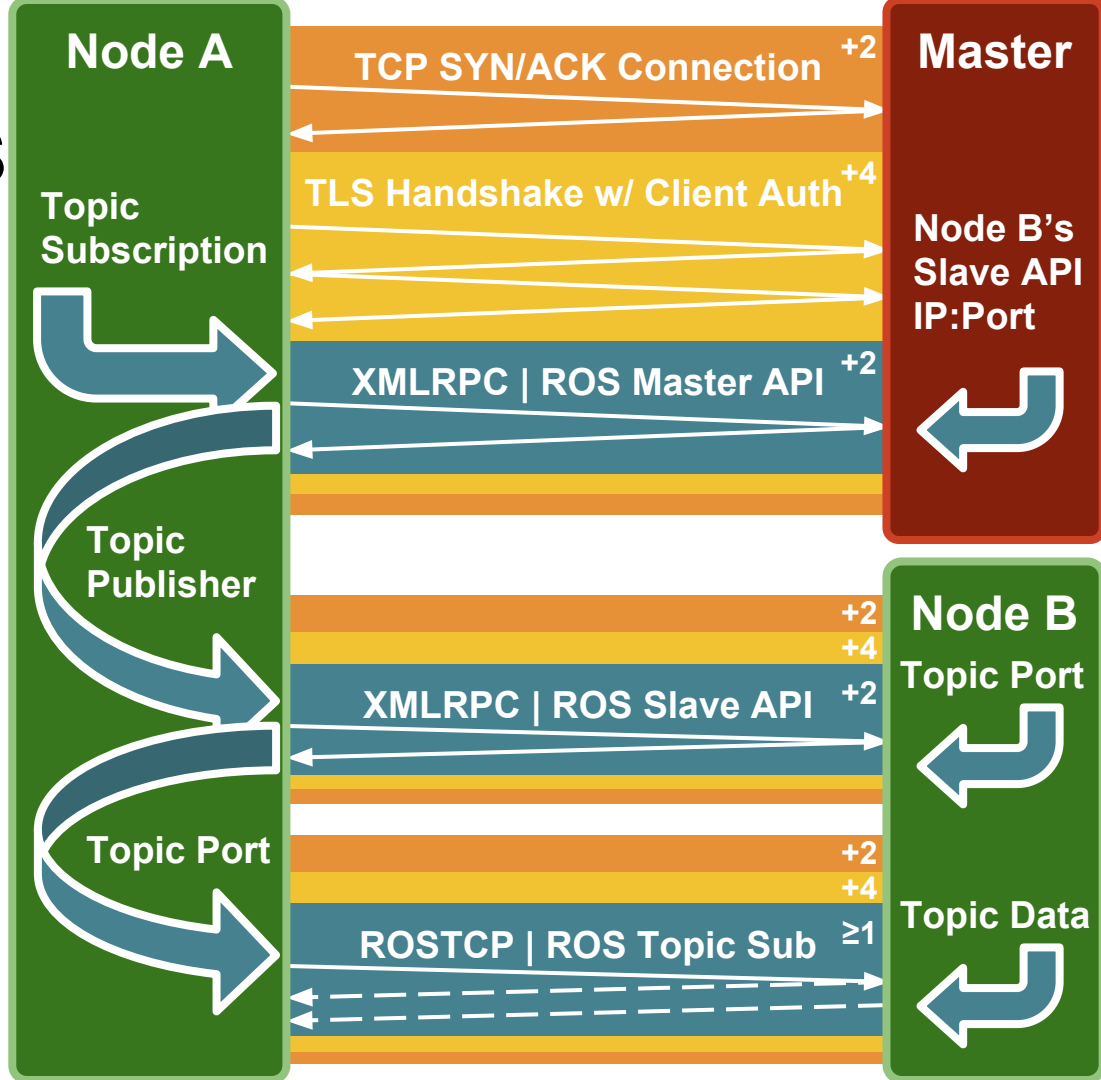 Node A
TCP SYN/ACK Connection
+2
Master
TLS Handshake w/ Client Auth
+4
Topic
Subscription
Node B’s
Slave API
IP:Port
XMLRPC | ROS Master API
+2
Topic
Publisher
+2
+4
Node B
XMLRPC | ROS Slave API
+2
Topic Port
Topic Port
+2
+4
ROSTCP | ROS Topic Sub
≥1
Topic Data